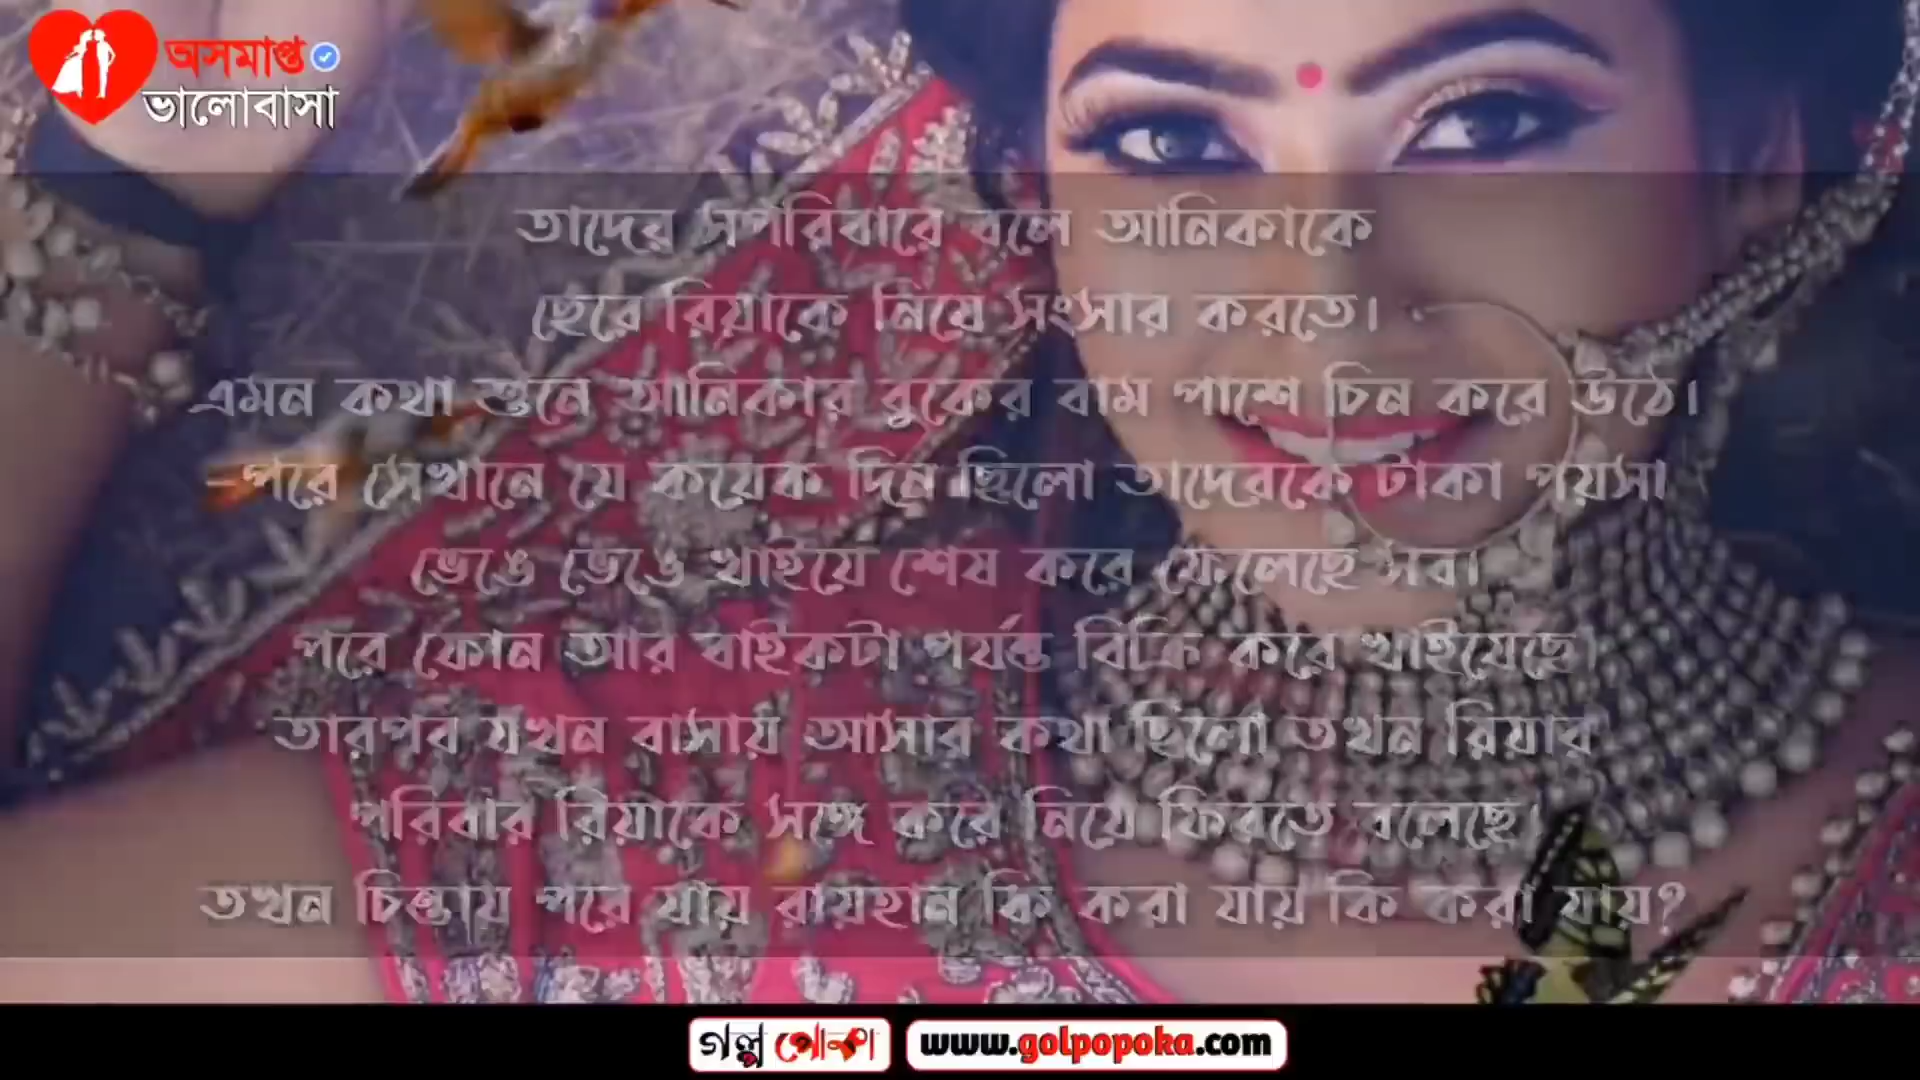 অসমাপ্ত
ভালোবাসা
তাদের সপরিবারে বলে আনিকাকে
ছেরে রিয়াকে নিয়ে সংসার করতে।
এমন কথা শুনে আনিকার বুকের বাম পাশে চিন করে উঠে।
-পরে সেখানে যে কয়েক দিন ছিলো তাদেরকে টাকা পয়সা
ভেঙে ভেঙে খাইয়ে শেষ করে ফেলেছে সব।
পরে ফোন আর বাইকটা পর্যন্ত বিক্রি করে খাইয়েছে।
তারপর যখন বাসায় আসার কথা ছিলো তখন রিয়ার
পরিবার রিয়াকে সঙ্গে করে নিয়ে ফিরতে বলেছে।
তখন চিন্তায় পরে যায় রায়হান কি করা যায় কি করা যায়?
গল্প পোকা
www.golpopoka.com